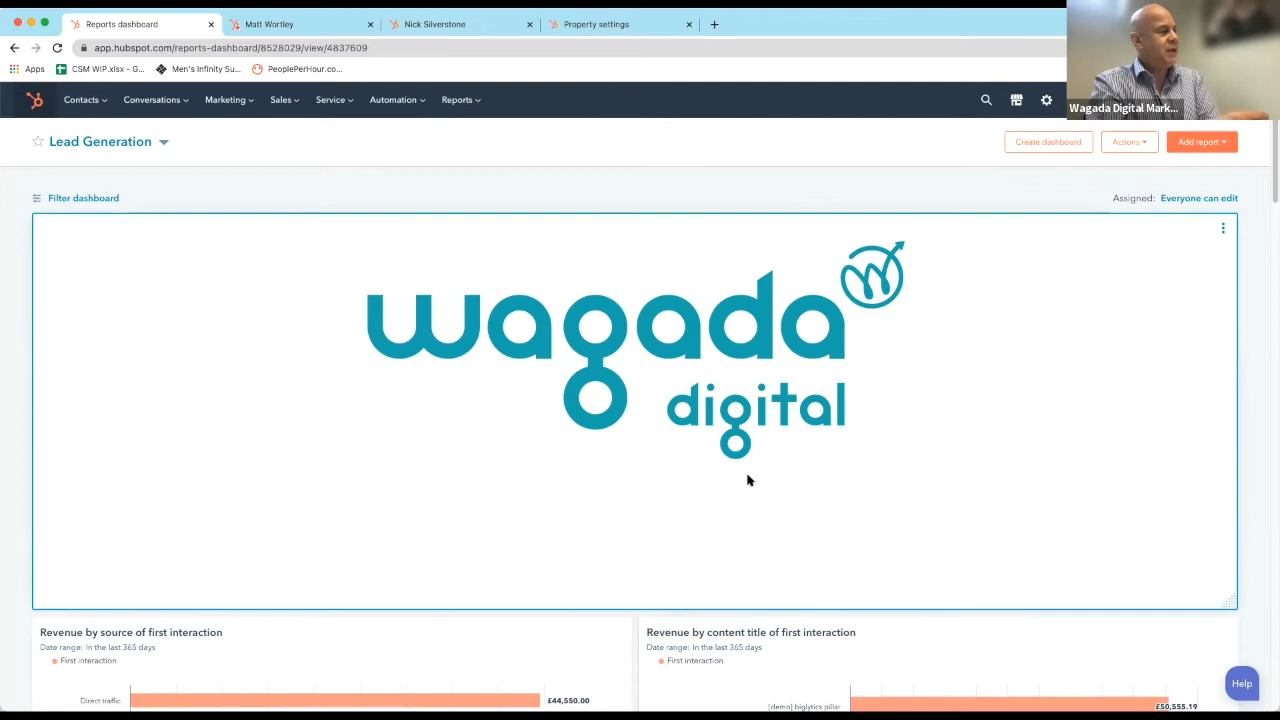 Reports dashboard
Matt Wortley
Nick Silverstone
Property settings
app.hubspot.com/reports-dashboard/8528029/view/4837609
Apps
CSM WIP.xlsx - G...
Men's Infinity Su...
PeoplePerHour.co...
Wagada Digital Mark...
Contacts
Conversations
Marketing
Sales
Service
Automation
Reports
Lead Generation
Create dashboard
Actions
Add report
Filter dashboard
Assigned: Everyone can edit
wagada
digital
Revenue by source of first interaction
Date range: In the last 365 days
First interaction
Direct traffic
£44,550.00
Revenue by content title of first interaction
Date range: In the last 365 days
First interaction
[demo] biglytics pillar
£50,555.19
Help